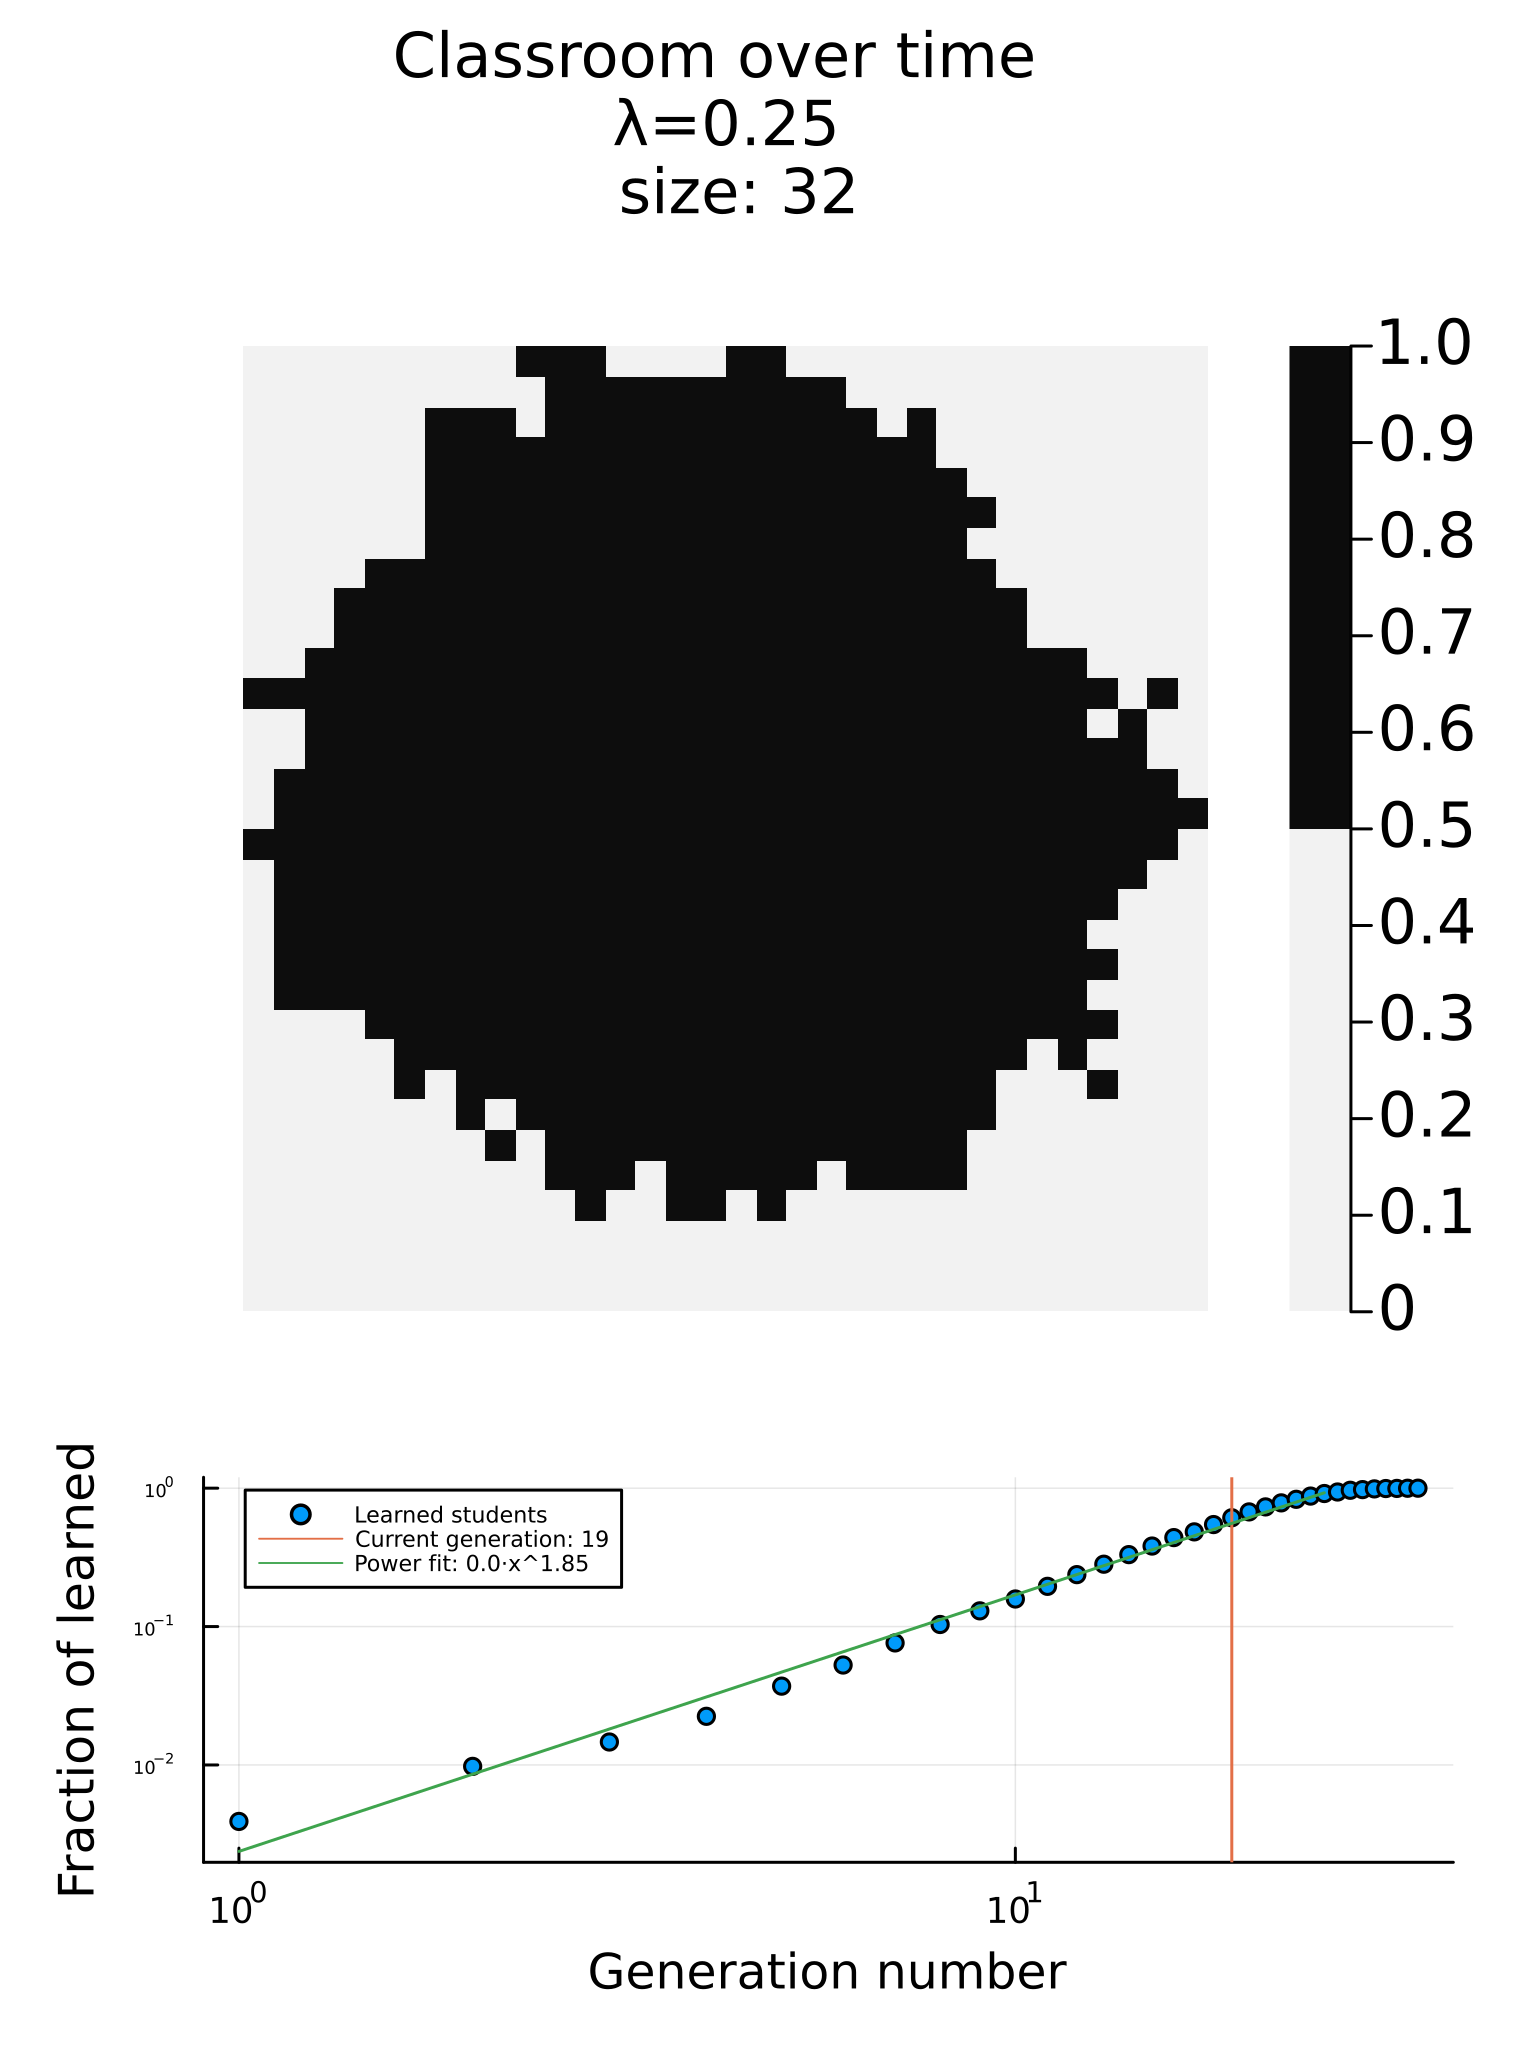 Classroom over time
λ=0.25
size: 32
1.0
0.9
0.8
0.7
0.6
0.5
0.4
0.3
0.2
0.1
0
Fraction of learned
10⁰
10⁻¹
10⁻²
Learned students
Current generation: 19
Power fit: 0.0·x^1.85
10⁰
10¹
Generation number